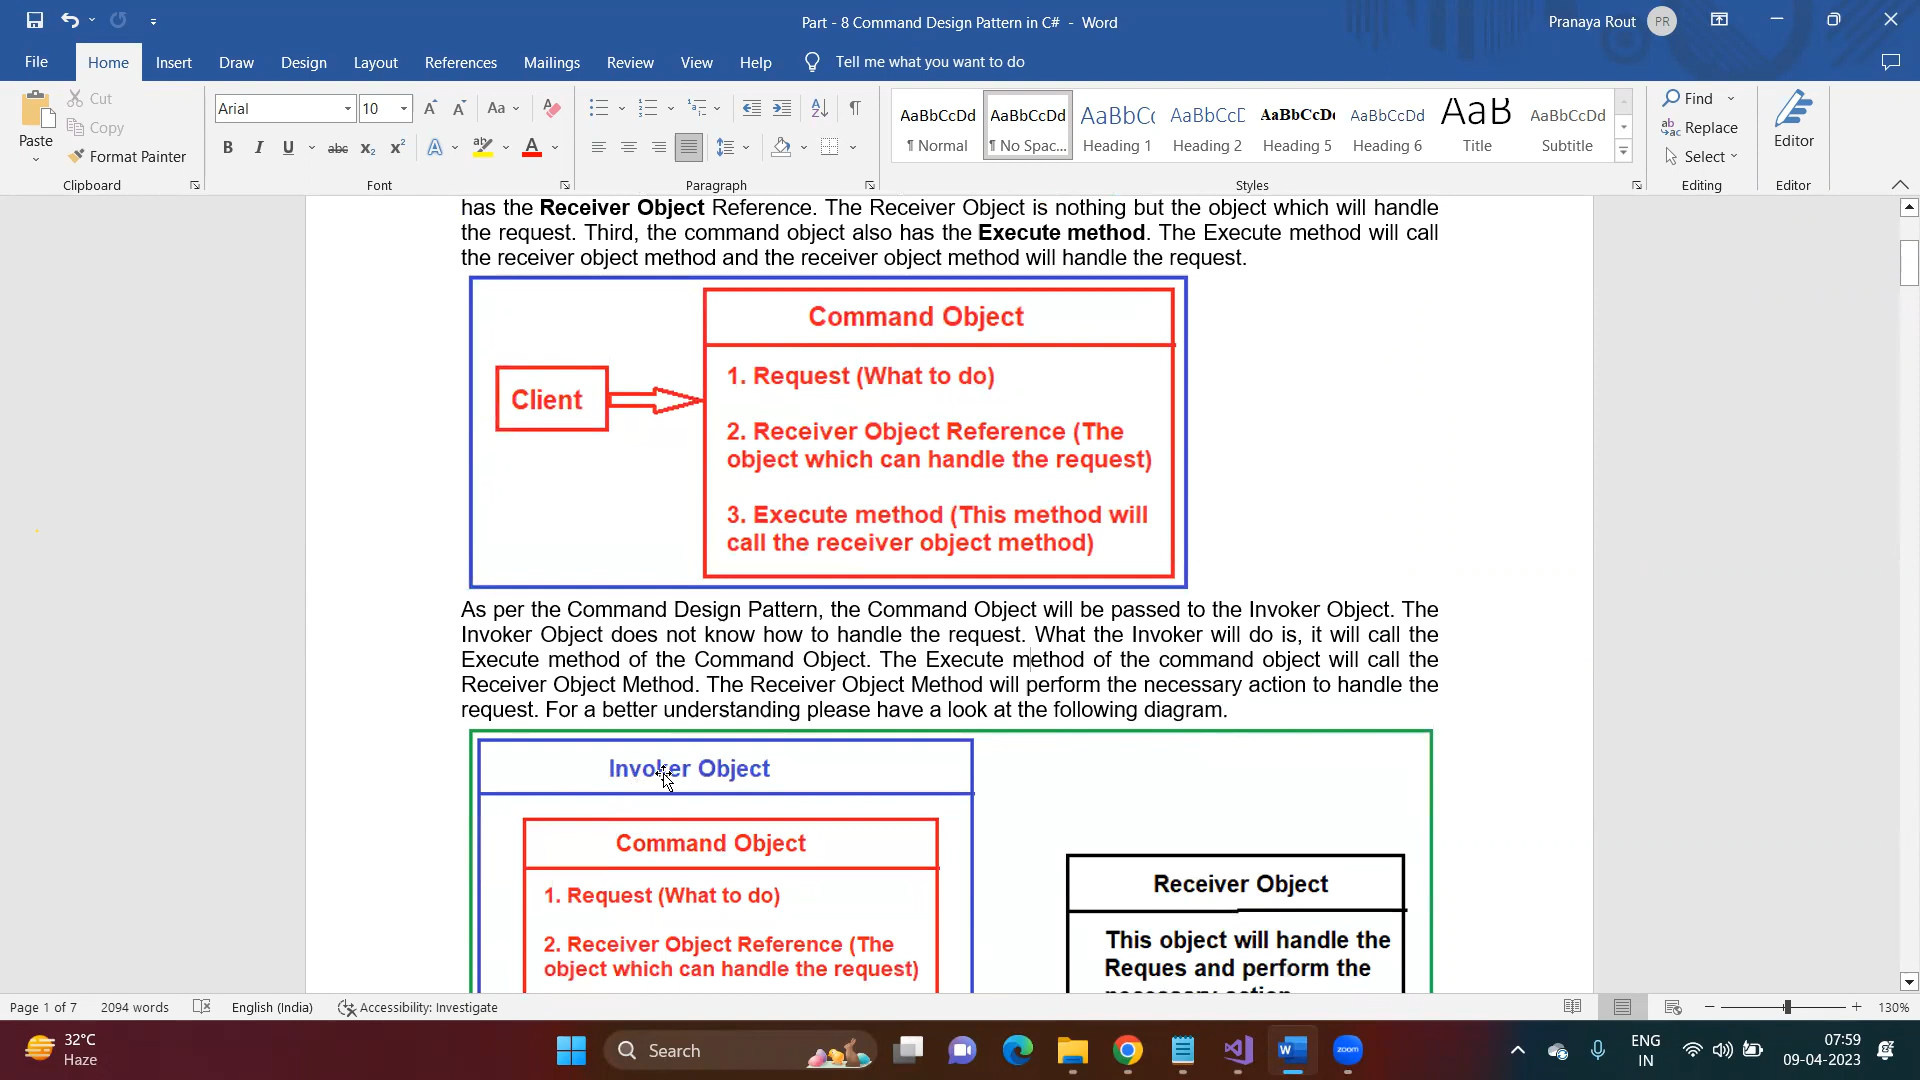 Part - 8 Command Design Pattern in C# - Word
Pranaya Rout
PR
File
Home
Insert
Draw
Design
Layout
References
Mailings
Review
View
Help
Tell me what you want to do
Paste
Cut
Copy
Format Painter
Clipboard
Arial
10
Font
Paragraph
AaBbCcDd
¶ Normal
AaBbCcDd
¶ No Spac...
AaBbC(
Heading 1
AaBbCcE
Heading 2
AaBbCcDc
Heading 5
AaBbCcDd
Heading 6
AaB
Title
AaBbCcDd
Subtitle
Styles
Find
Replace
Select
Editing
Editor
Editor
has the Receiver Object Reference. The Receiver Object is nothing but the object which will handle
the request. Third, the command object also has the Execute method. The Execute method will call
the receiver object method and the receiver object method will handle the request.
Client
Command Object
1. Request (What to do)
2. Receiver Object Reference (The
object which can handle the request)
3. Execute method (This method will
call the receiver object method)
As per the Command Design Pattern, the Command Object will be passed to the Invoker Object. The
Invoker Object does not know how to handle the request. What the Invoker will do is, it will call the
Execute method of the Command Object. The Execute method of the command object will call the
Receiver Object Method. The Receiver Object Method will perform the necessary action to handle the
request. For a better understanding please have a look at the following diagram.
Invoker Object
Command Object
1. Request (What to do)
2. Receiver Object Reference (The
object which can handle the request)
Receiver Object
This object will handle the
Reques and perform the
Page 1 of 7
2094 words
English (India)
Accessibility: Investigate
130%
32°C
Haze
Search
zoom
ENG
IN
07:59
09-04-2023